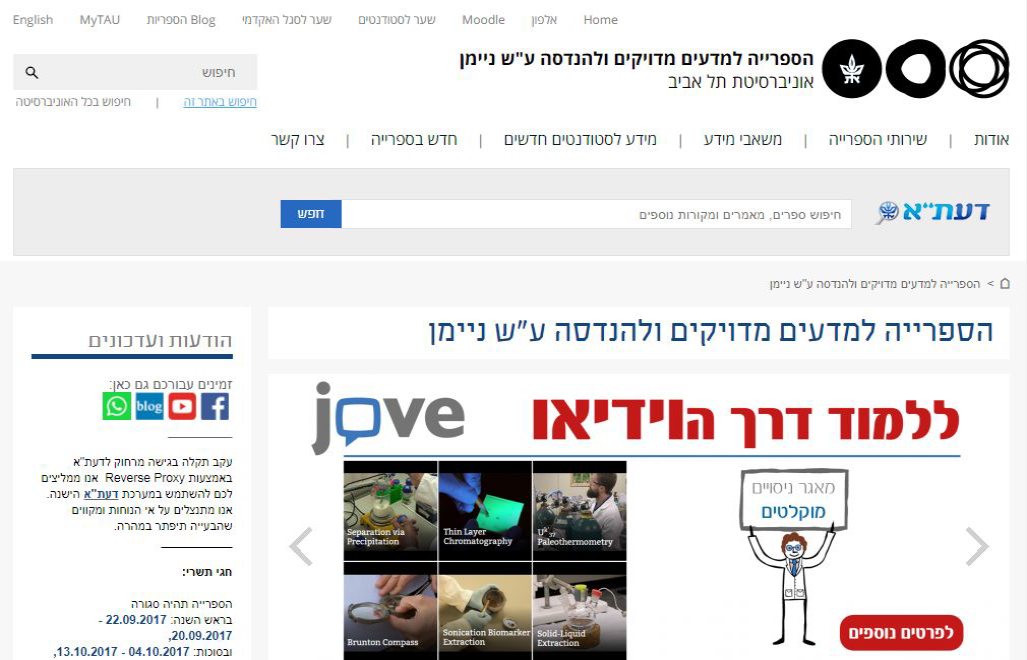 Home אלפון Moodle שער לסטודנטים שער לסגל האקדמי Blog הספריות MyTAU English
הספרייה למדעים מדויקים ולהנדסה ע"ש ניימן
אוניברסיטת תל אביב
חיפוש
חיפוש באתר זה | חיפוש בכל האוניברסיטה
אודות | שירותי הספרייה | משאבי מידע | מידע לסטודנטים חדשים | חדש בספרייה | צרו קשר
דעת"א
חיפוש ספרים, מאמרים ומקורות נוספים
חפש
> הספרייה למדעים מדויקים ולהנדסה ע"ש ניימן
הספרייה למדעים מדויקים ולהנדסה ע"ש ניימן
ללמוד דרך הווידיאו
jove
מאגר ניסויים
מוקלטים
Separation via
Precipitation
Thin Layer
Chromatography
Uᵏ'₃₇
Paleothermometry
Brunton Compass
Sonication Biomarker
Extraction
Solid-Liquid
Extraction
לפרטים נוספים
הודעות ועדכונים
זמינים עבורכם גם כאן:
blog
עקב תקלה בגישה מרחוק לדעת"א
באמצעות Reverse Proxy אנו ממליצים
לכם להשתמש במערכת דעת"א הישנה.
אנו מתנצלים על אי הנוחות ומקווים
שהבעייה תיפתר במהרה.
חגי תשרי:
הספרייה תהיה סגורה
בראש השנה: 22.09.2017 -
20.09.2017,
ובסוכות: 04.10.2017 - 13.10.2017,